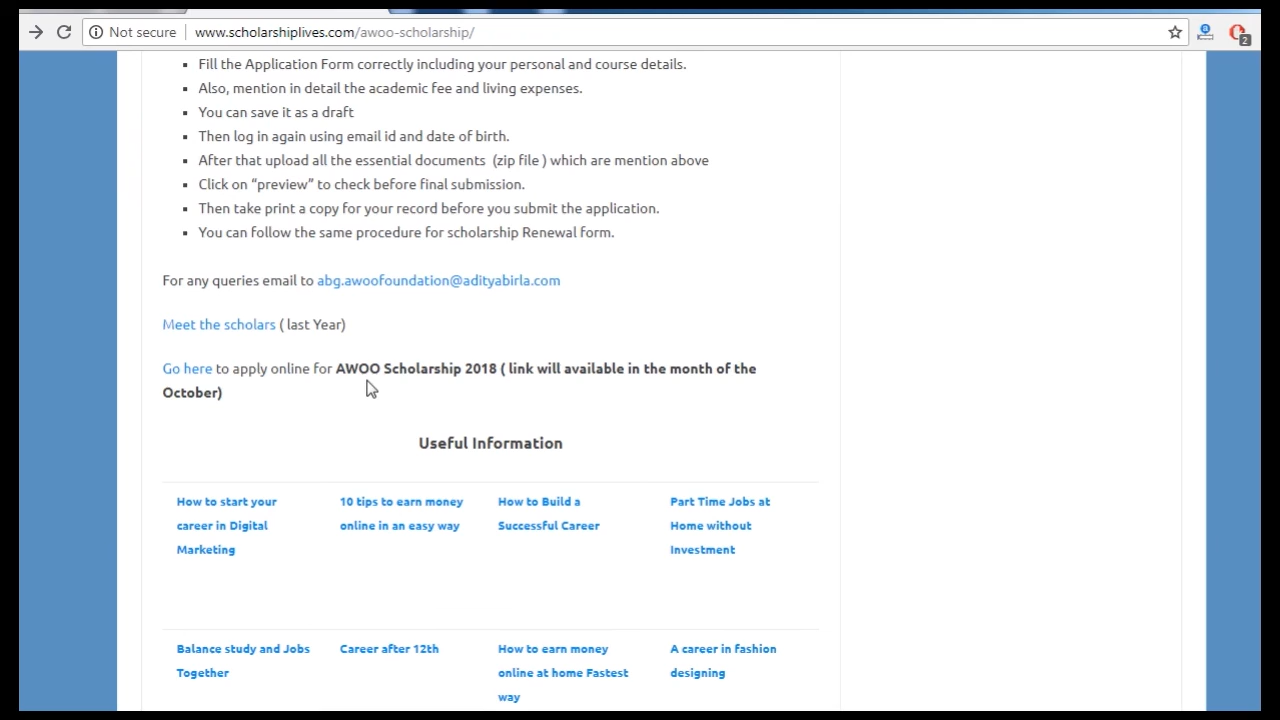 Not secure
www.scholarshiplives.com/awoo-scholarship/
2
Fill the Application Form correctly including your personal and course details.
Also, mention in detail the academic fee and living expenses.
You can save it as a draft
Then log in again using email id and date of birth.
After that upload all the essential documents (zip file ) which are mention above
Click on “preview” to check before final submission.
Then take print a copy for your record before you submit the application.
You can follow the same procedure for scholarship Renewal form.
For any queries email to abg.awoofoundation@adityabirla.com
Meet the scholars ( last Year)
Go here to apply online for AWOO Scholarship 2018 ( link will available in the month of the
October)
Useful Information
How to start your
career in Digital
Marketing
10 tips to earn money
online in an easy way
How to Build a
Successful Career
Part Time Jobs at
Home without
Investment
Balance study and Jobs
Together
Career after 12th
How to earn money
online at home Fastest
way
A career in fashion
designing